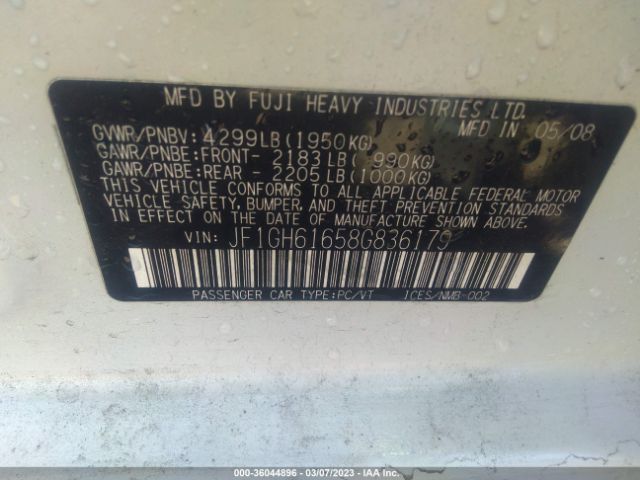 MFD BY FUJI HEAVY INDUSTRIES LTD.
GVWR/PNBV: 4299LB(1950KG) MFD IN 05/08
GAWR/PNBE:FRONT- 2183LB( 990KG)
GAWR/PNBE:REAR - 2205LB(1000KG)
THIS VEHICLE CONFORMS TO ALL APPLICABLE FEDERAL MOTOR
VEHICLE SAFETY, BUMPER, AND THEFT PREVENTION STANDARDS
IN EFFECT ON THE DATE OF MANUFACTURE SHOWN ABOVE.
VIN: JF1GH61658G836179
PASSENGER CAR TYPE:PC/VT ICES/NMB-002
000-36044896 - 03/07/2023 - IAA Inc.